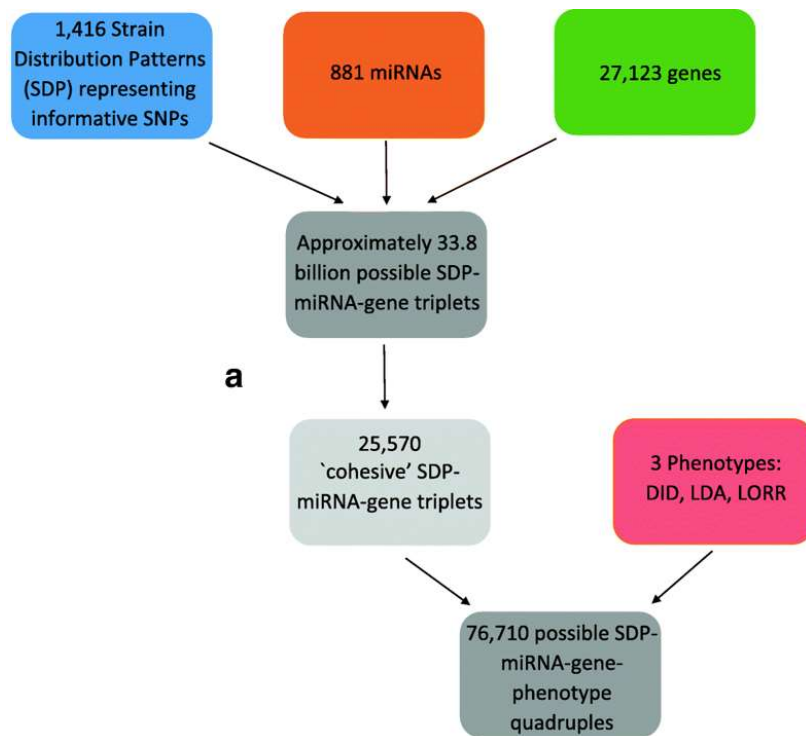 1,416 Strain
Distribution Patterns
(SDP) representing
informative SNPs
881 miRNAs
27,123 genes
Approximately 33.8
billion possible SDP-
miRNA-gene triplets
a
25,570
`cohesive’ SDP-
miRNA-gene triplets
3 Phenotypes:
DID, LDA, LORR
76,710 possible SDP-
miRNA-gene-
phenotype
quadruples